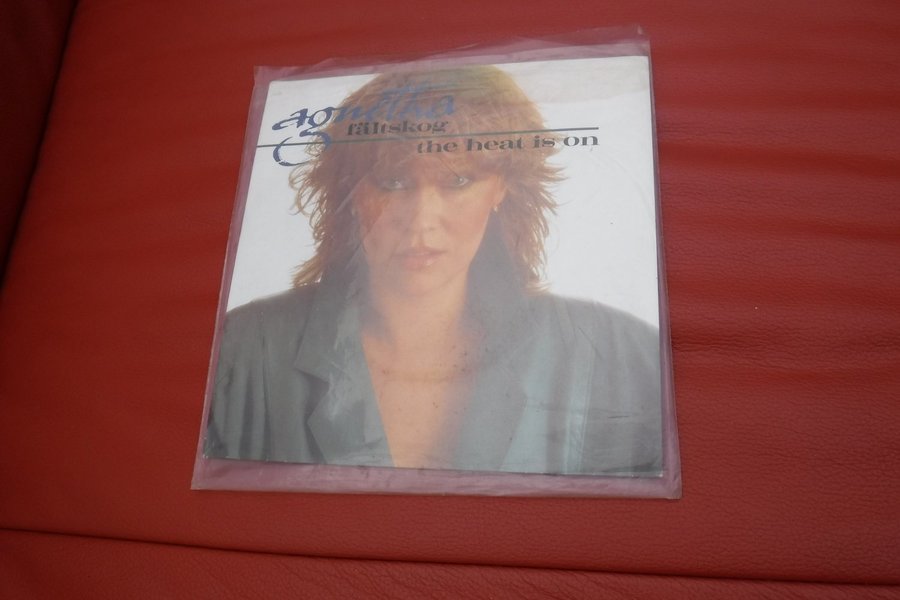 agnetha
fältskog
the heat is on